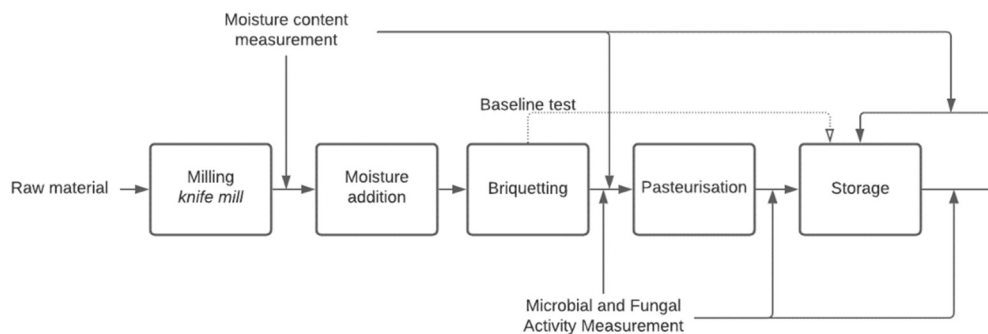 Moisture content
measurement
Baseline test
Raw material
Milling
knife mill
Moisture
addition
Briquetting
Pasteurisation
Storage
Microbial and Fungal
Activity Measurement